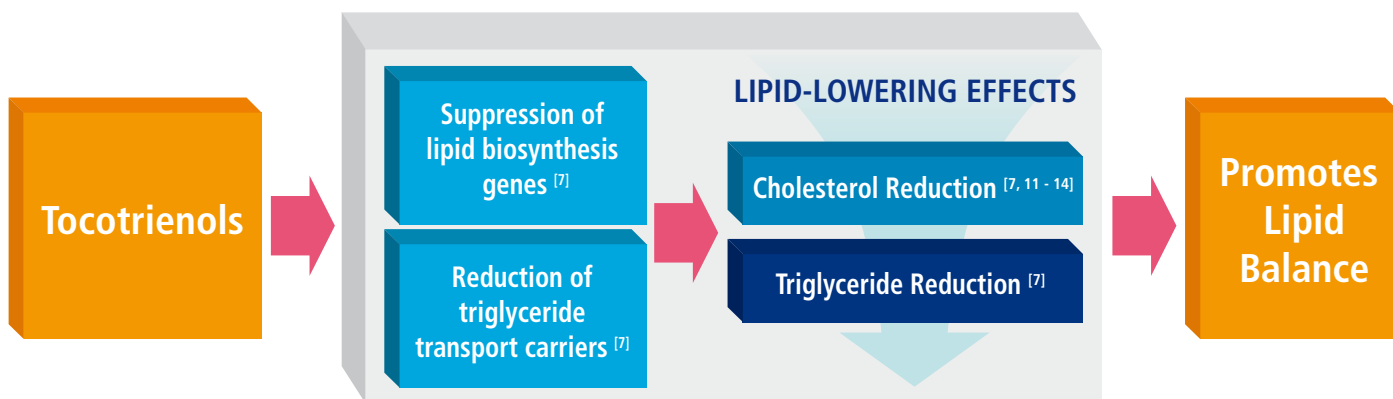 Tocotrienols
Suppression of
lipid biosynthesis
genes [7]
Reduction of
triglyceride
transport carriers [7]
LIPID-LOWERING EFFECTS
Cholesterol Reduction [7, 11 - 14]
Triglyceride Reduction [7]
Promotes
Lipid
Balance